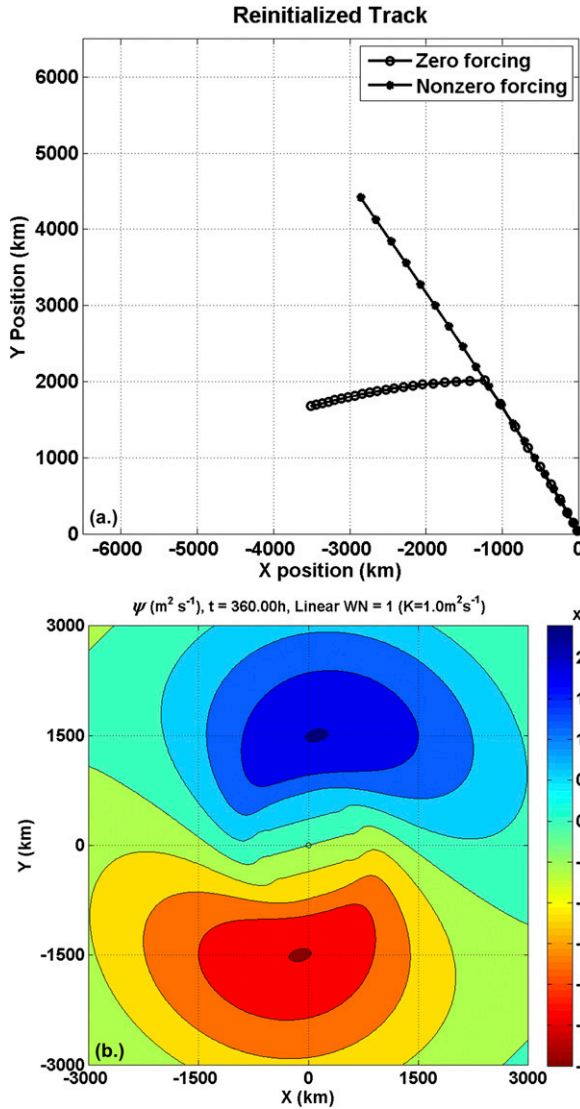 Reinitialized Track
Zero forcing
Nonzero forcing
6000
5000
4000
3000
2000
1000
0
Y Position (km)
(a.)
-6000 -5000 -4000 -3000 -2000 -1000 0
X position (km)
ψ (m² s⁻¹), t = 360.00h, Linear WN = 1 (K=1.0m²s⁻¹)
3000
1500
0
-1500
-3000
Y (km)
(b.)
-3000 -1500 0 1500 3000
X (km)